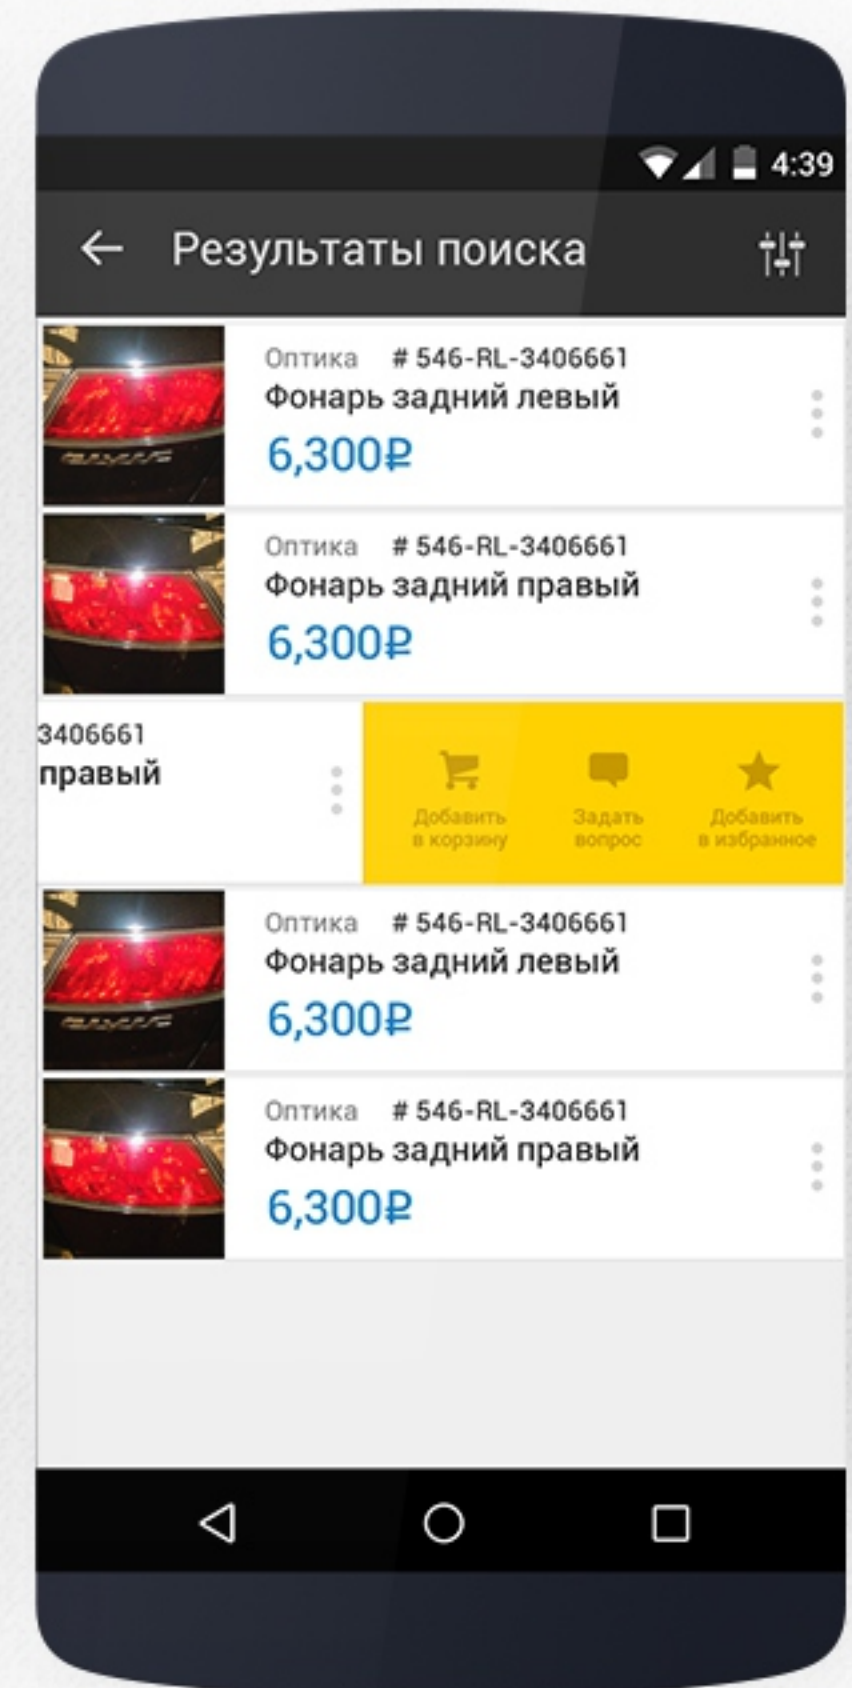 4:39
Результаты поиска
Оптика # 546-RL-3406661
Фонарь задний левый
6,300₽
Оптика # 546-RL-3406661
Фонарь задний правый
6,300₽
3406661
правый
Добавить
в корзину
Задать
вопрос
Добавить
в избранное
Оптика # 546-RL-3406661
Фонарь задний левый
6,300₽
Оптика # 546-RL-3406661
Фонарь задний правый
6,300₽